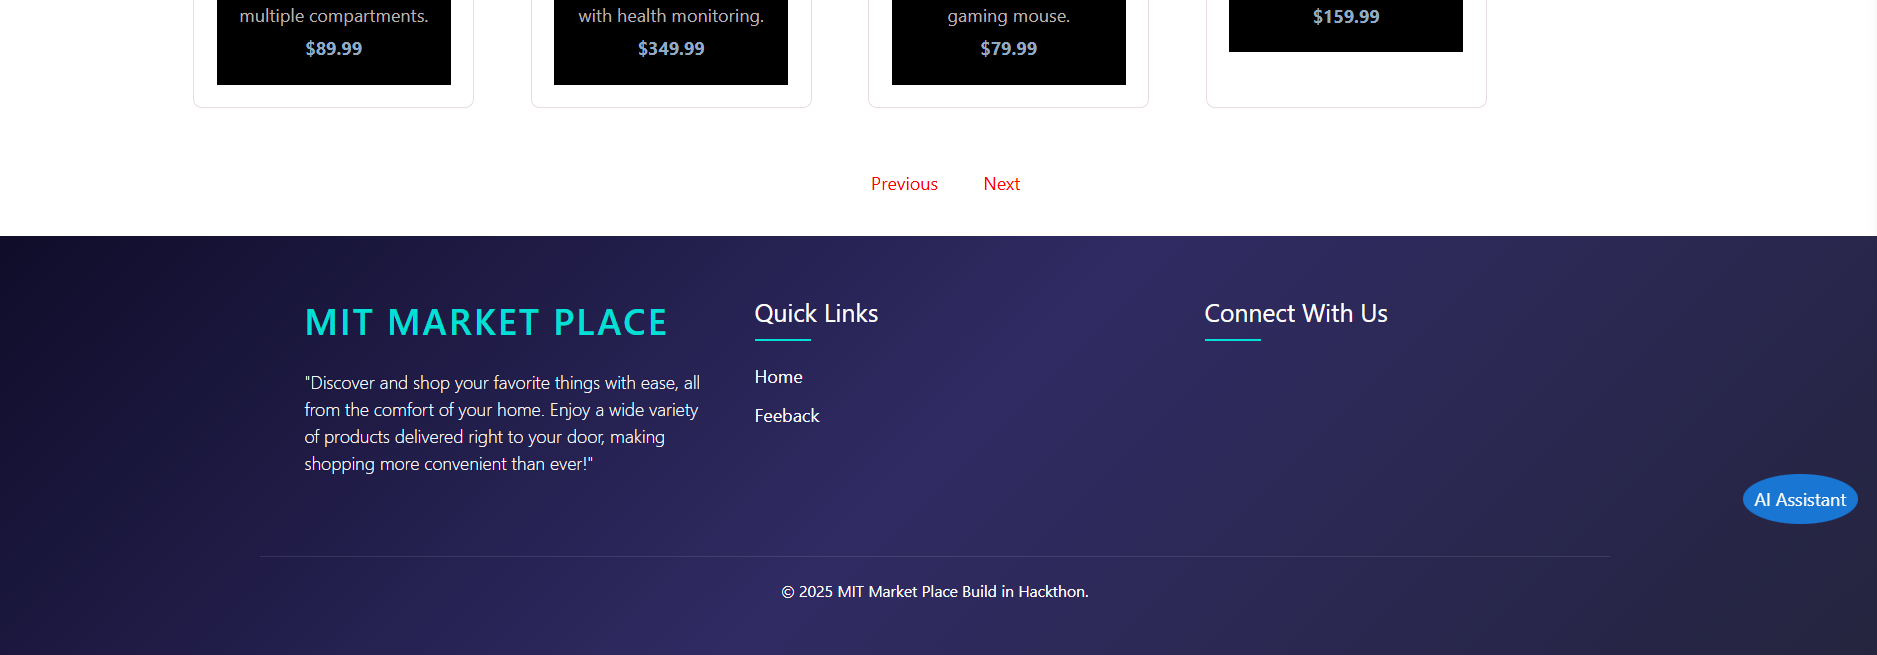 multiple compartments.
$89.99
with health monitoring.
$349.99
gaming mouse.
$79.99
$159.99
Previous
Next
MIT MARKET PLACE
"Discover and shop your favorite things with ease, all
from the comfort of your home. Enjoy a wide variety
of products delivered right to your door, making
shopping more convenient than ever!"
Quick Links
Home
Feeback
Connect With Us
AI Assistant
© 2025 MIT Market Place Build in Hackthon.